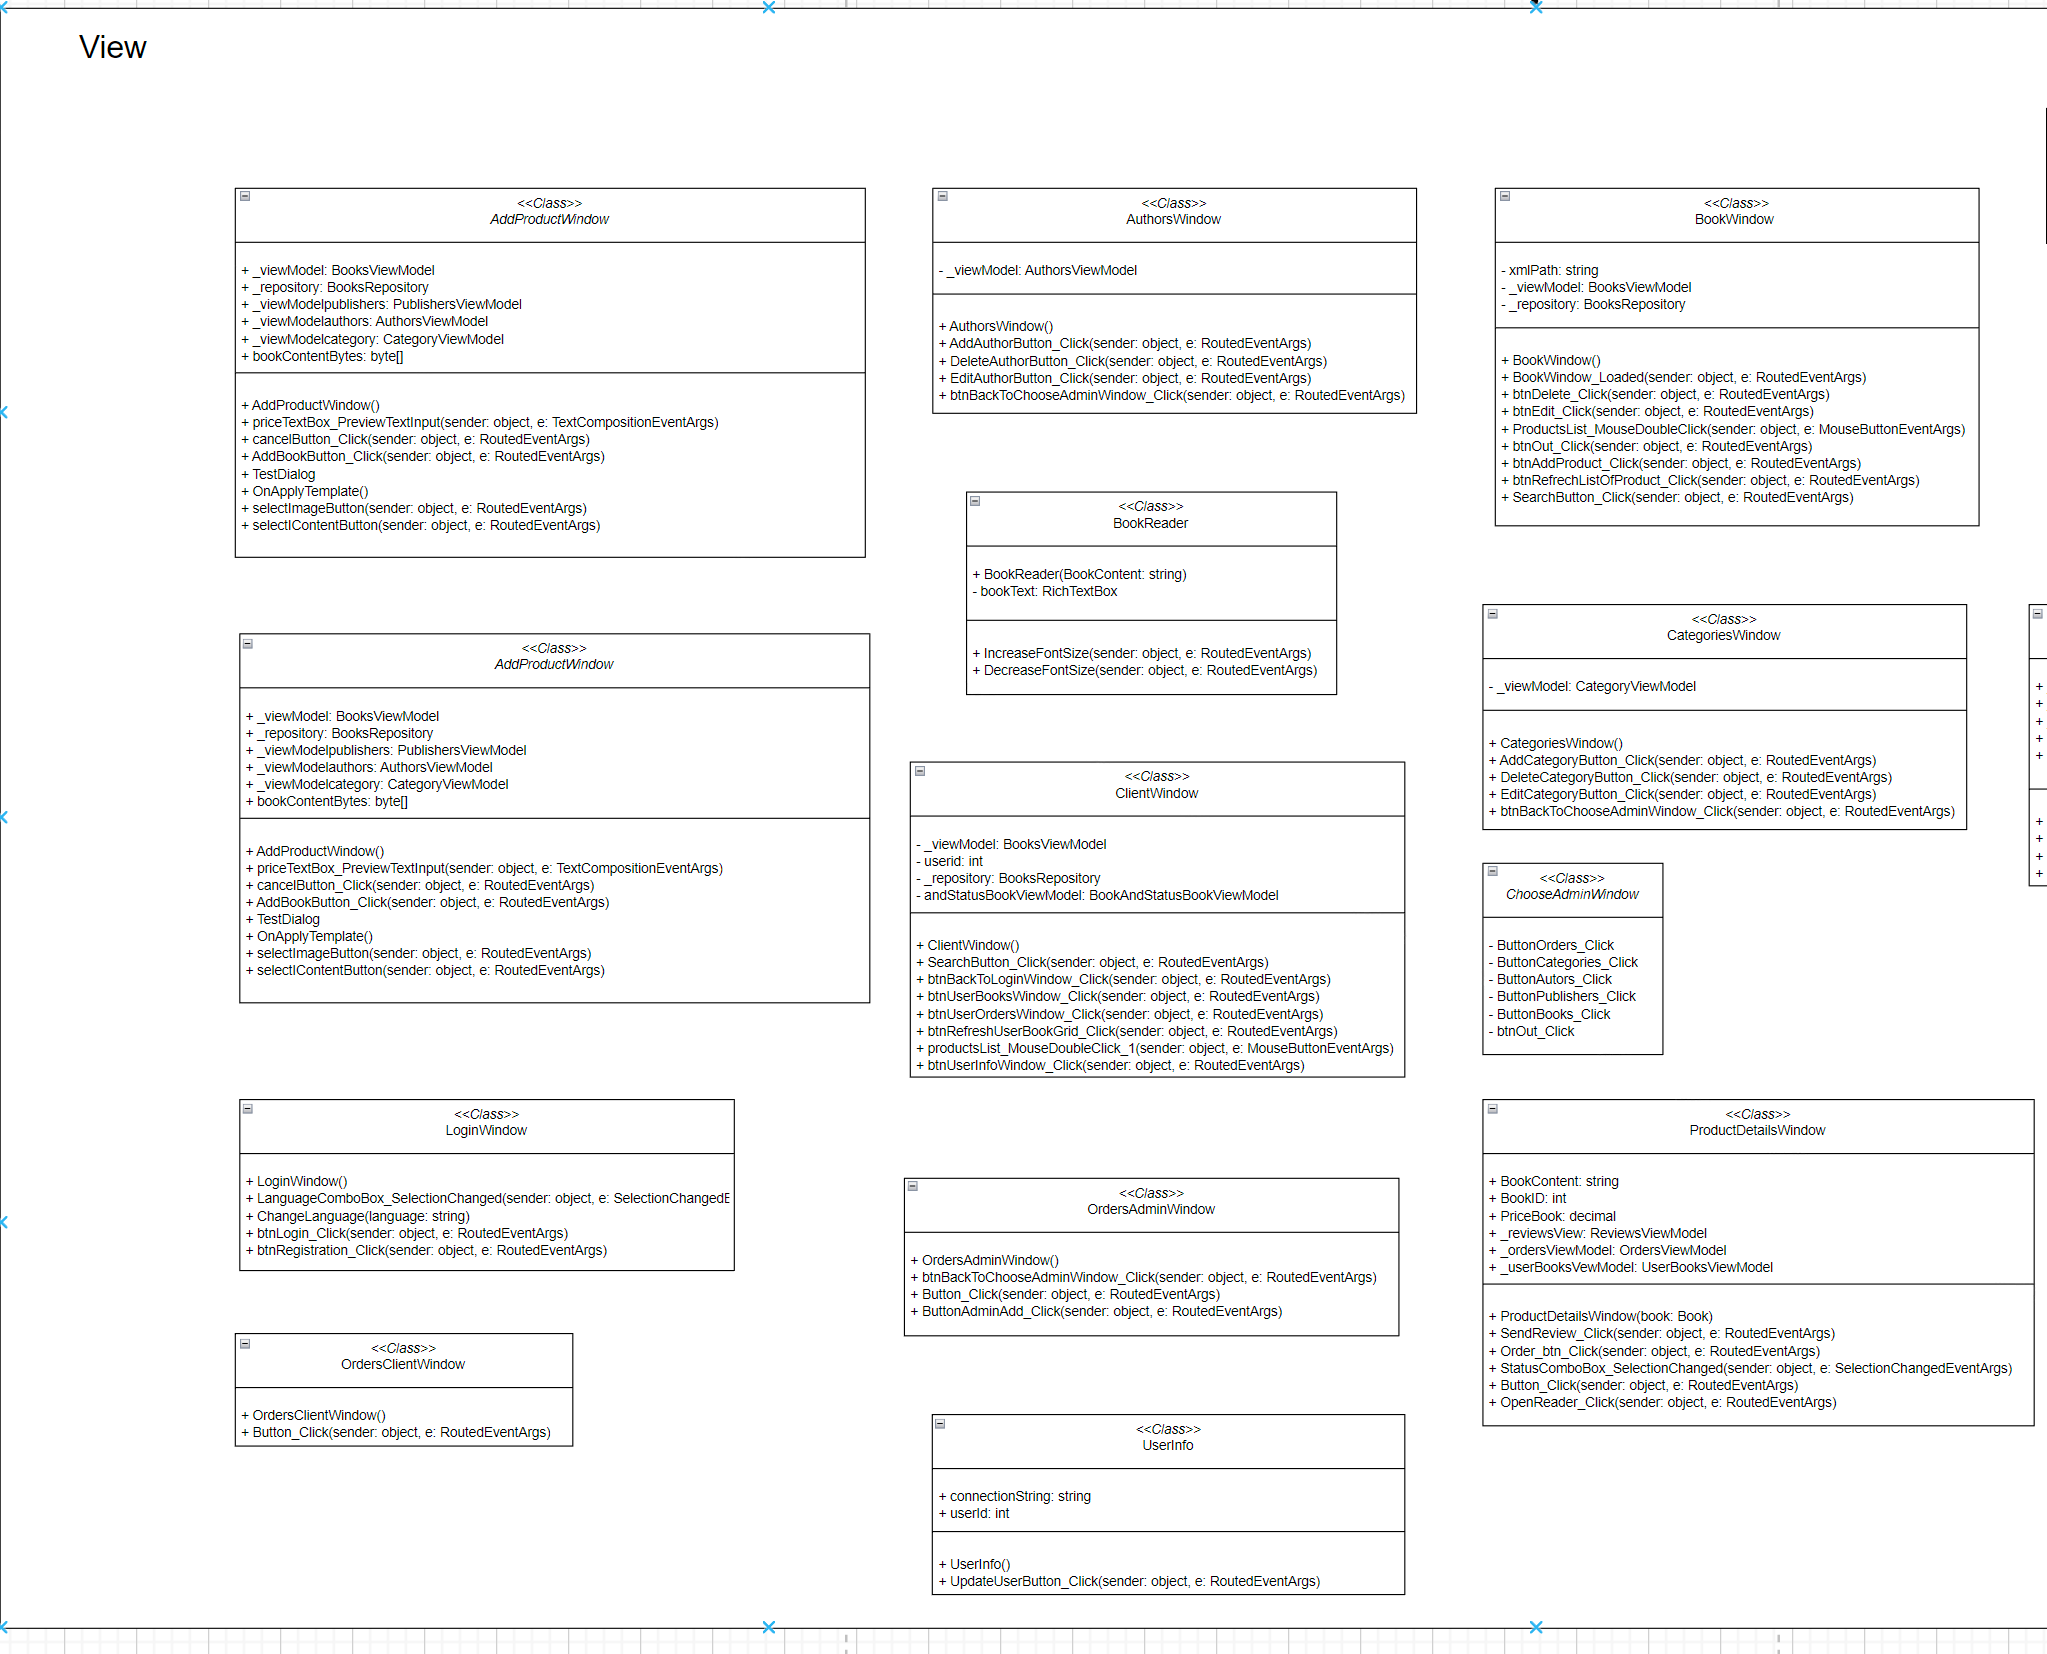 View
<<Class>>
AddProductWindow
+ _viewModel: BooksViewModel
+ _repository: BooksRepository
+ _viewModelpublishers: PublishersViewModel
+ _viewModelauthors: AuthorsViewModel
+ _viewModelcategory: CategoryViewModel
+ bookContentBytes: byte[]
+ AddProductWindow()
+ priceTextBox_PreviewTextInput(sender: object, e: TextCompositionEventArgs)
+ cancelButton_Click(sender: object, e: RoutedEventArgs)
+ AddBookButton_Click(sender: object, e: RoutedEventArgs)
+ TestDialog
+ OnApplyTemplate()
+ selectImageButton(sender: object, e: RoutedEventArgs)
+ selectIContentButton(sender: object, e: RoutedEventArgs)
<<Class>>
AuthorsWindow
- _viewModel: AuthorsViewModel
+ AuthorsWindow()
+ AddAuthorButton_Click(sender: object, e: RoutedEventArgs)
+ DeleteAuthorButton_Click(sender: object, e: RoutedEventArgs)
+ EditAuthorButton_Click(sender: object, e: RoutedEventArgs)
+ btnBackToChooseAdminWindow_Click(sender: object, e: RoutedEventArgs)
<<Class>>
BookWindow
- xmlPath: string
- _viewModel: BooksViewModel
- _repository: BooksRepository
+ BookWindow()
+ BookWindow_Loaded(sender: object, e: RoutedEventArgs)
+ btnDelete_Click(sender: object, e: RoutedEventArgs)
+ btnEdit_Click(sender: object, e: RoutedEventArgs)
+ ProductsList_MouseDoubleClick(sender: object, e: MouseButtonEventArgs)
+ btnOut_Click(sender: object, e: RoutedEventArgs)
+ btnAddProduct_Click(sender: object, e: RoutedEventArgs)
+ btnRefrechListOfProduct_Click(sender: object, e: RoutedEventArgs)
+ SearchButton_Click(sender: object, e: RoutedEventArgs)
<<Class>>
BookReader
+ BookReader(BookContent: string)
- bookText: RichTextBox
+ IncreaseFontSize(sender: object, e: RoutedEventArgs)
+ DecreaseFontSize(sender: object, e: RoutedEventArgs)
<<Class>>
CategoriesWindow
- _viewModel: CategoryViewModel
+ CategoriesWindow()
+ AddCategoryButton_Click(sender: object, e: RoutedEventArgs)
+ DeleteCategoryButton_Click(sender: object, e: RoutedEventArgs)
+ EditCategoryButton_Click(sender: object, e: RoutedEventArgs)
+ btnBackToChooseAdminWindow_Click(sender: object, e: RoutedEventArgs)
<<Class>>
AddProductWindow
+ _viewModel: BooksViewModel
+ _repository: BooksRepository
+ _viewModelpublishers: PublishersViewModel
+ _viewModelauthors: AuthorsViewModel
+ _viewModelcategory: CategoryViewModel
+ bookContentBytes: byte[]
+ AddProductWindow()
+ priceTextBox_PreviewTextInput(sender: object, e: TextCompositionEventArgs)
+ cancelButton_Click(sender: object, e: RoutedEventArgs)
+ AddBookButton_Click(sender: object, e: RoutedEventArgs)
+ TestDialog
+ OnApplyTemplate()
+ selectImageButton(sender: object, e: RoutedEventArgs)
+ selectIContentButton(sender: object, e: RoutedEventArgs)
<<Class>>
ClientWindow
- _viewModel: BooksViewModel
- userid: int
- _repository: BooksRepository
- andStatusBookViewModel: BookAndStatusBookViewModel
+ ClientWindow()
+ SearchButton_Click(sender: object, e: RoutedEventArgs)
+ btnBackToLoginWindow_Click(sender: object, e: RoutedEventArgs)
+ btnUserBooksWindow_Click(sender: object, e: RoutedEventArgs)
+ btnUserOrdersWindow_Click(sender: object, e: RoutedEventArgs)
+ btnRefreshUserBookGrid_Click(sender: object, e: RoutedEventArgs)
+ productsList_MouseDoubleClick_1(sender: object, e: MouseButtonEventArgs)
+ btnUserInfoWindow_Click(sender: object, e: RoutedEventArgs)
<<Class>>
ChooseAdminWindow
- ButtonOrders_Click
- ButtonCategories_Click
- ButtonAutors_Click
- ButtonPublishers_Click
- ButtonBooks_Click
- btnOut_Click
<<Class>>
LoginWindow
+ LoginWindow()
+ LanguageComboBox_SelectionChanged(sender: object, e: SelectionChangedE
+ ChangeLanguage(language: string)
+ btnLogin_Click(sender: object, e: RoutedEventArgs)
+ btnRegistration_Click(sender: object, e: RoutedEventArgs)
<<Class>>
OrdersAdminWindow
+ OrdersAdminWindow()
+ btnBackToChooseAdminWindow_Click(sender: object, e: RoutedEventArgs)
+ Button_Click(sender: object, e: RoutedEventArgs)
+ ButtonAdminAdd_Click(sender: object, e: RoutedEventArgs)
<<Class>>
ProductDetailsWindow
+ BookContent: string
+ BookID: int
+ PriceBook: decimal
+ _reviewsView: ReviewsViewModel
+ _ordersViewModel: OrdersViewModel
+ _userBooksVewModel: UserBooksViewModel
+ ProductDetailsWindow(book: Book)
+ SendReview_Click(sender: object, e: RoutedEventArgs)
+ Order_btn_Click(sender: object, e: RoutedEventArgs)
+ StatusComboBox_SelectionChanged(sender: object, e: SelectionChangedEventArgs)
+ Button_Click(sender: object, e: RoutedEventArgs)
+ OpenReader_Click(sender: object, e: RoutedEventArgs)
<<Class>>
OrdersClientWindow
+ OrdersClientWindow()
+ Button_Click(sender: object, e: RoutedEventArgs)
<<Class>>
UserInfo
+ connectionString: string
+ userId: int
+ UserInfo()
+ UpdateUserButton_Click(sender: object, e: RoutedEventArgs)
+
+
+
+
+
+
+
+
+